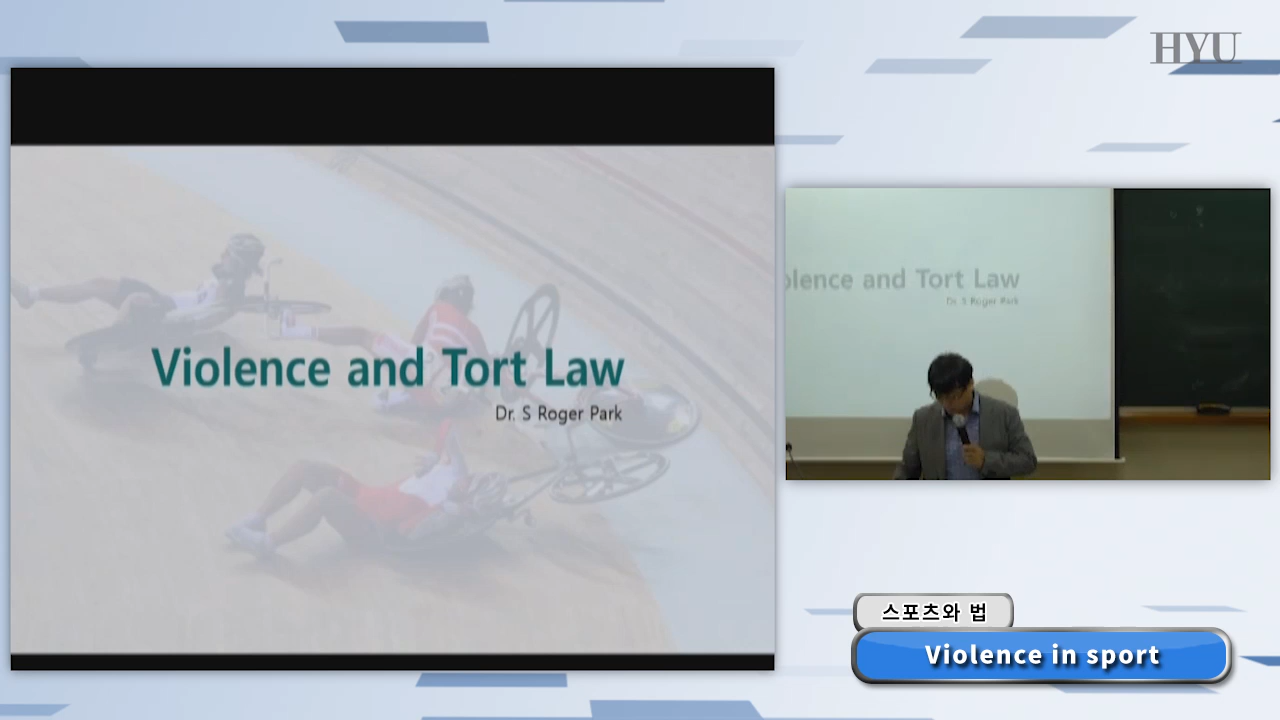 HYU
Violence and Tort Law
Dr. S Roger Park
olence and Tort Law
Dr. S Roger Park
스포츠와 법
Violence in sport